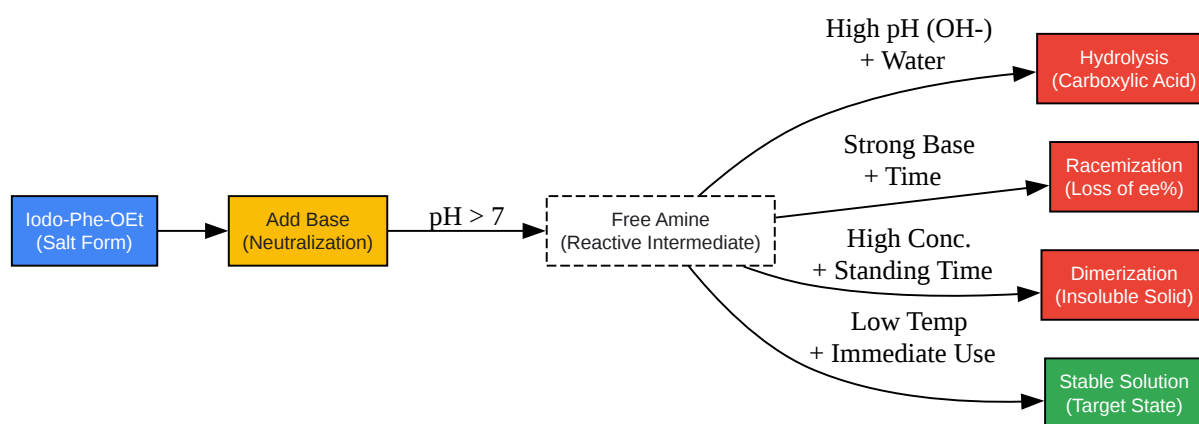 Iodo-Phe-OEt
(Salt Form)
Add Base
(Neutralization)
pH > 7
Free Amine
(Reactive Intermediate)
High pH (OH-)
+ Water
Hydrolysis
(Carboxylic Acid)
Strong Base
+ Time
Racemization
(Loss of ee%)
High Conc.
+ Standing Time
Dimerization
(Insoluble Solid)
Low Temp
+ Immediate Use
Stable Solution
(Target State)